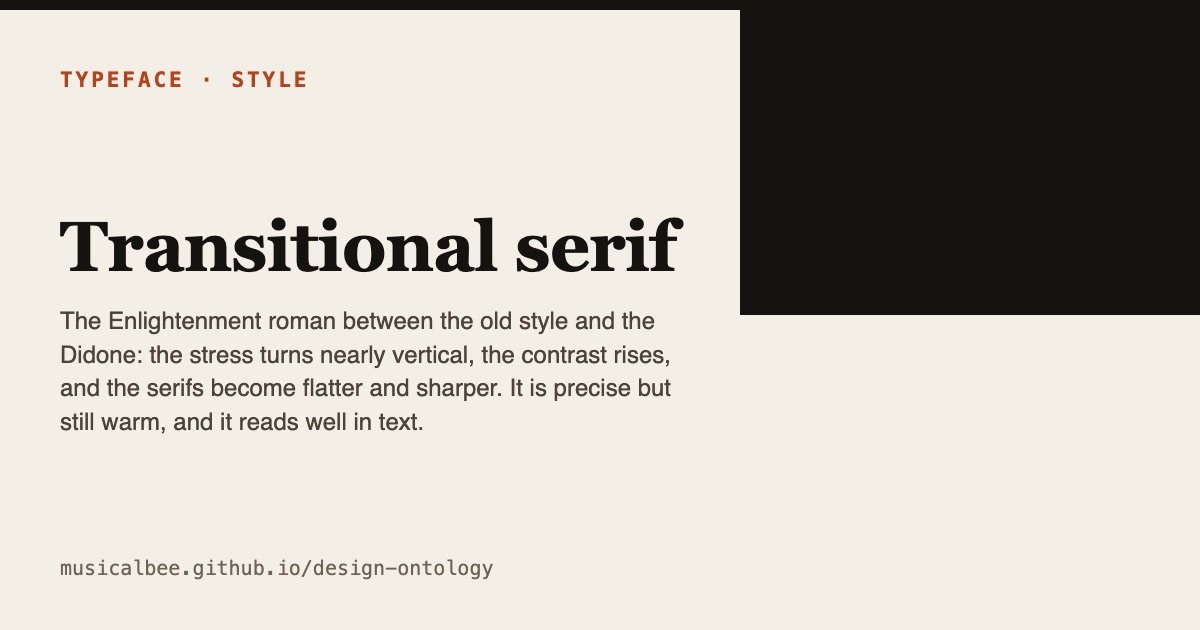 TYPEFACE · STYLE
Transitional serif
The Enlightenment roman between the old style and the
Didone: the stress turns nearly vertical, the contrast rises,
and the serifs become flatter and sharper. It is precise but
still warm, and it reads well in text.
musicalbee.github.io/design-ontology